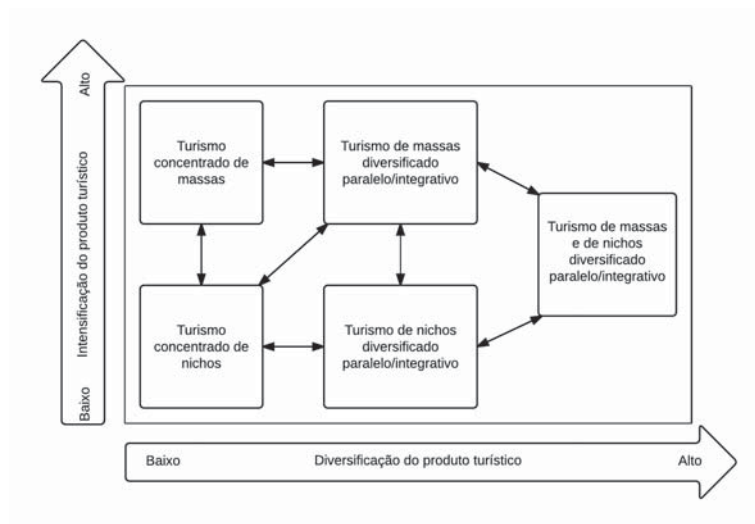 Alto
Intensificação do produto turístico
Baixo
Turismo
concentrado de
massas
Turismo de massas
diversificado
paralelo/integrativo
Turismo de massas
e de nichos
diversificado
paralelo/integrativo
Turismo
concentrado de
nichos
Turismo de nichos
diversificado
paralelo/integrativo
Baixo
Diversificação do produto turístico
Alto